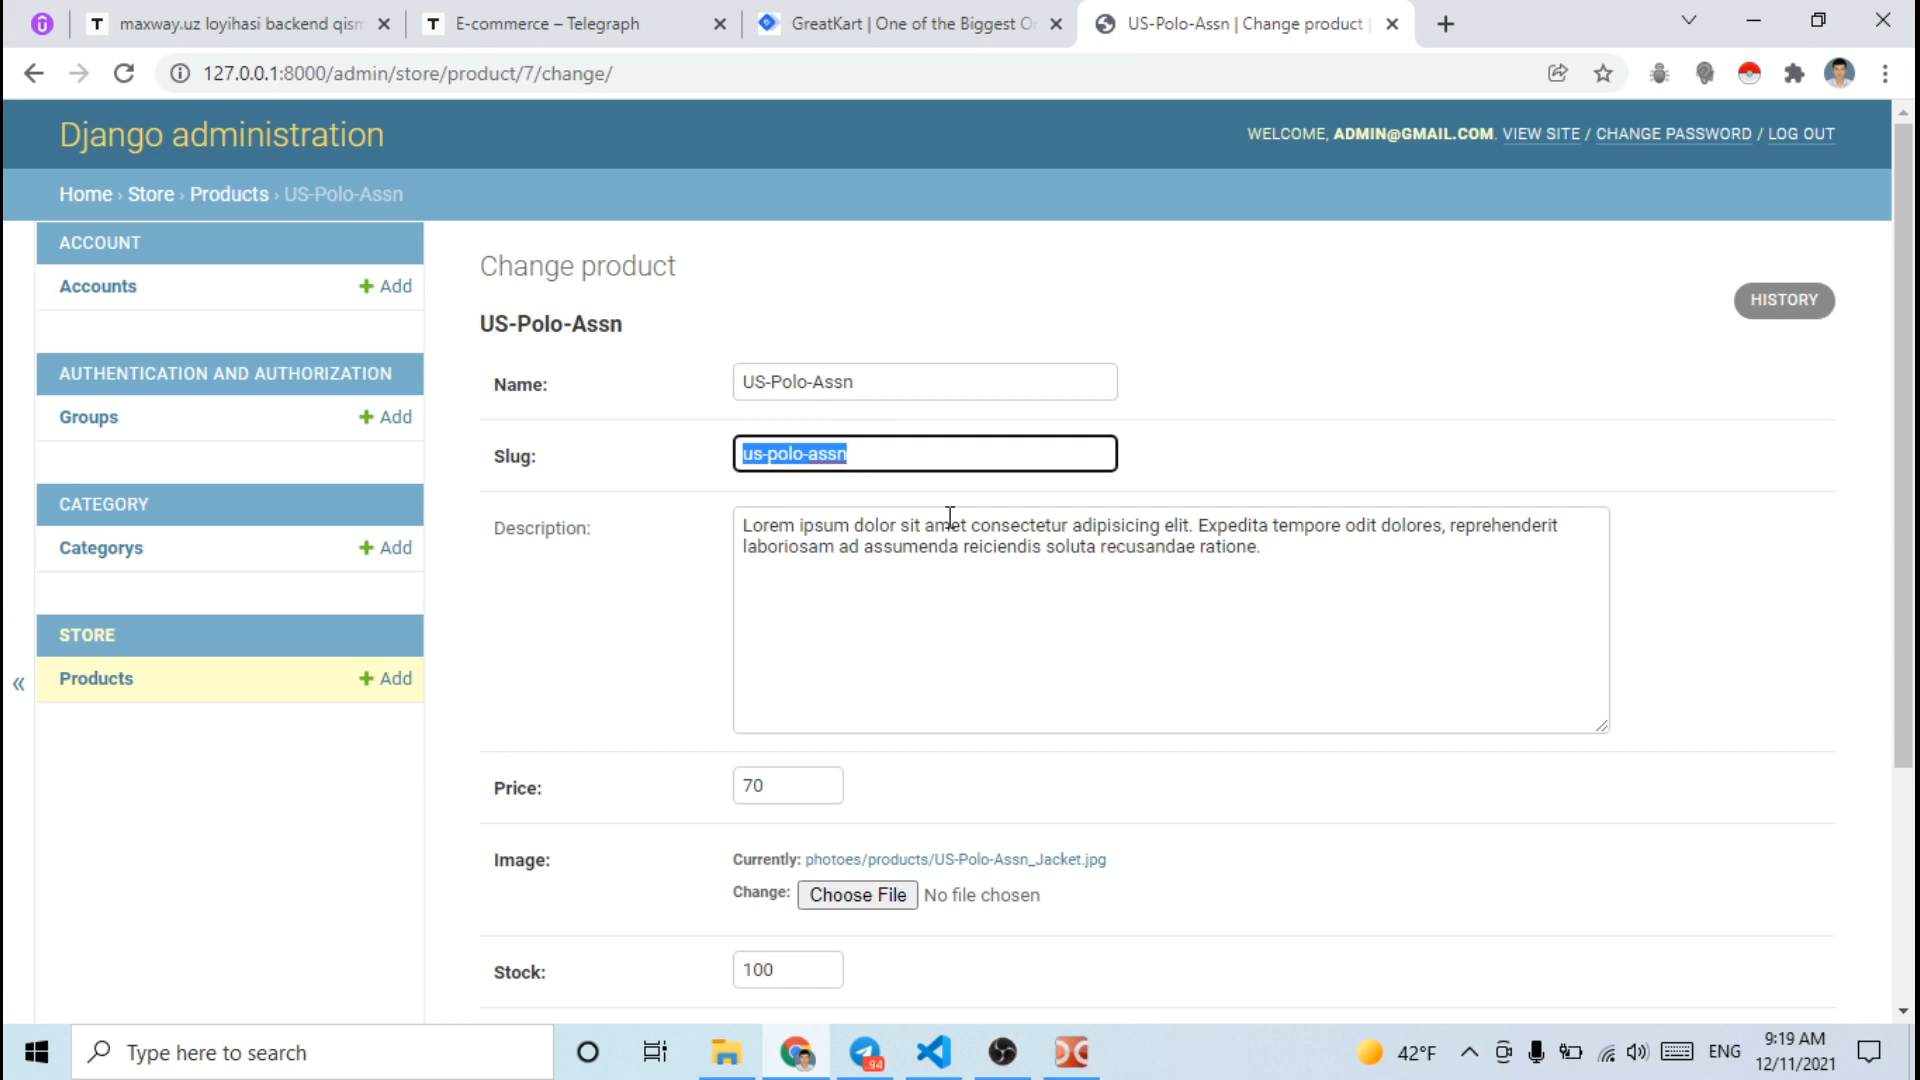 T maxway.uz loyihasi backend qism
T E-commerce – Telegraph
GreatKart | One of the Biggest O
US-Polo-Assn | Change product |
127.0.0.1:8000/admin/store/product/7/change/
Django administration
WELCOME, ADMIN@GMAIL.COM. VIEW SITE / CHANGE PASSWORD / LOG OUT
Home › Store › Products › US-Polo-Assn
ACCOUNT
Accounts + Add
AUTHENTICATION AND AUTHORIZATION
Groups + Add
CATEGORY
Categorys + Add
STORE
Products + Add
«
Change product
HISTORY
US-Polo-Assn
Name: US-Polo-Assn
Slug: us-polo-assn
Description: Lorem ipsum dolor sit amet consectetur adipisicing elit. Expedita tempore odit dolores, reprehenderit
laboriosam ad assumenda reiciendis soluta recusandae ratione.
Price: 70
Image: Currently: photoes/products/US-Polo-Assn_Jacket.jpg
Change: Choose File No file chosen
Stock: 100
Type here to search
94
42°F
ENG
9:19 AM
12/11/2021